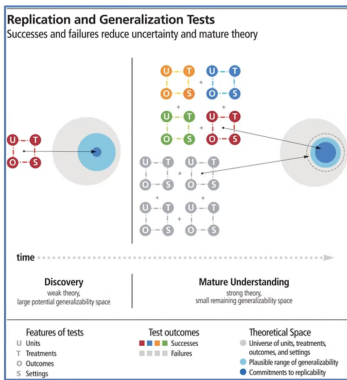 Replication and Generalization Tests
Successes and failures reduce uncertainty and mature theory
U T U T
O S O S
+
U T U T
O S O S
U T
O S
U T U T
O S O S
+
U T U T
O S O S
time
Discovery
weak theory,
large potential generalizability space
Mature Understanding
strong theory,
small remaining generalizability space
Features of tests
U Units
T Treatments
O Outcomes
S Settings
Test outcomes
Successes
Failures
Theoretical Space
Universe of units, treatments,
outcomes, and settings
Plausible range of generalizability
Commitments to replicability